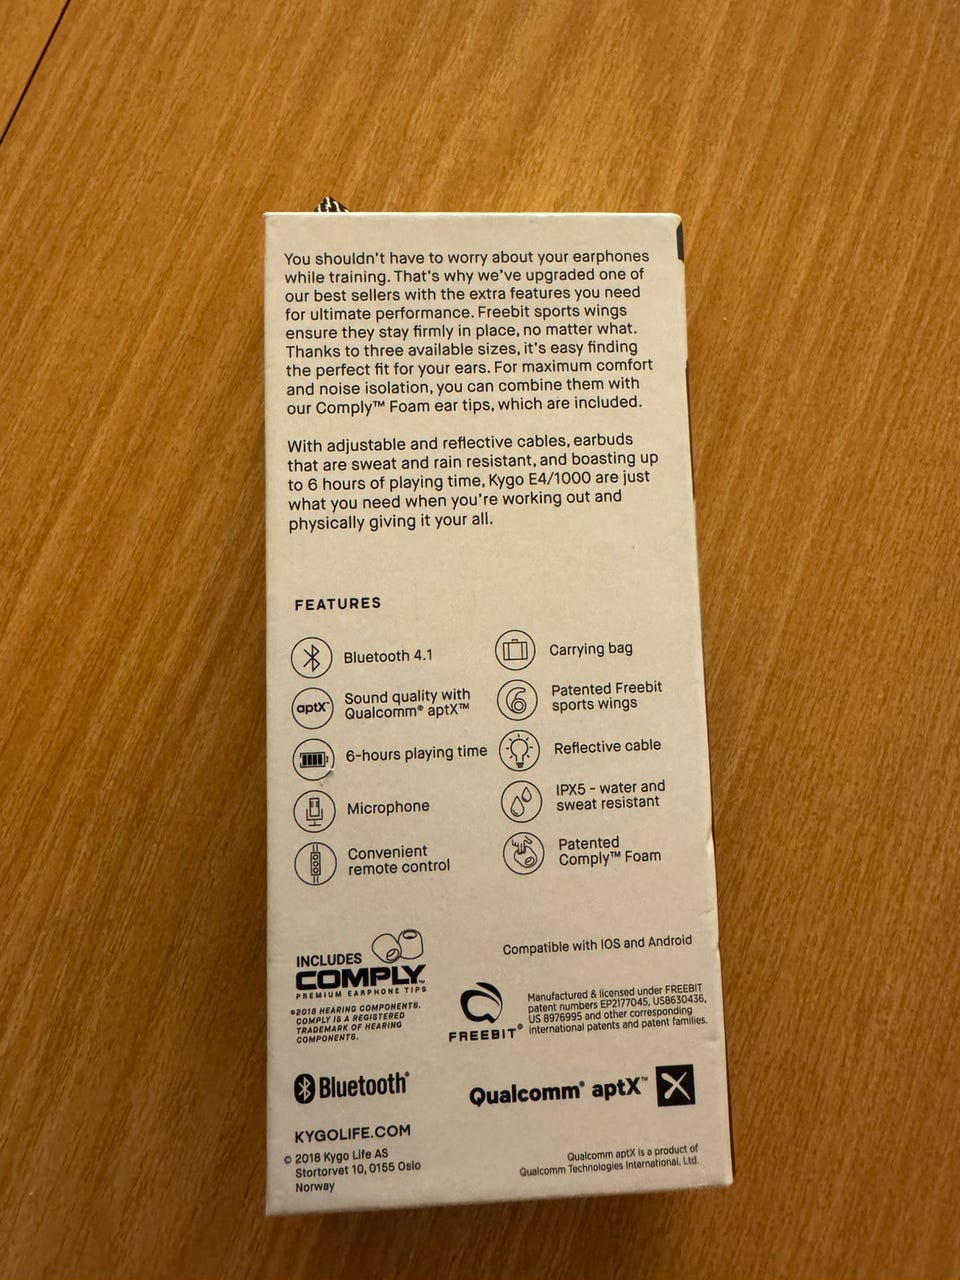 You shouldn't have to worry about your earphones
while training. That's why we've upgraded one of
our best sellers with the extra features you need
for ultimate performance. Freebit sports wings
ensure they stay firmly in place, no matter what.
Thanks to three available sizes, it's easy finding
the perfect fit for your ears. For maximum comfort
and noise isolation, you can combine them with
our Comply™ Foam ear tips, which are included.
With adjustable and reflective cables, earbuds
that are sweat and rain resistant, and boasting up
to 6 hours of playing time, Kygo E4/1000 are just
what you need when you're working out and
physically giving it your all.
FEATURES
Bluetooth 4.1
aptX™
Sound quality with
Qualcomm® aptX™
6-hours playing time
Microphone
Convenient
remote control
Carrying bag
Patented Freebit
sports wings
Reflective cable
IPX5 - water and
sweat resistant
Patented
Comply™ Foam
INCLUDES
COMPLY™
PREMIUM EARPHONE TIPS
©2018 HEARING COMPONENTS.
COMPLY IS A REGISTERED
TRADEMARK OF HEARING
COMPONENTS.
Compatible with IOS and Android
FREEBIT®
Manufactured & licensed under FREEBIT
patent numbers EP2177045, US8630436,
US 8976995 and other corresponding
international patents and patent families.
Bluetooth®
Qualcomm® aptX™
KYGOLIFE.COM
© 2018 Kygo Life AS
Stortorvet 10, 0155 Oslo
Norway
Qualcomm aptX is a product of
Qualcomm Technologies International, Ltd.